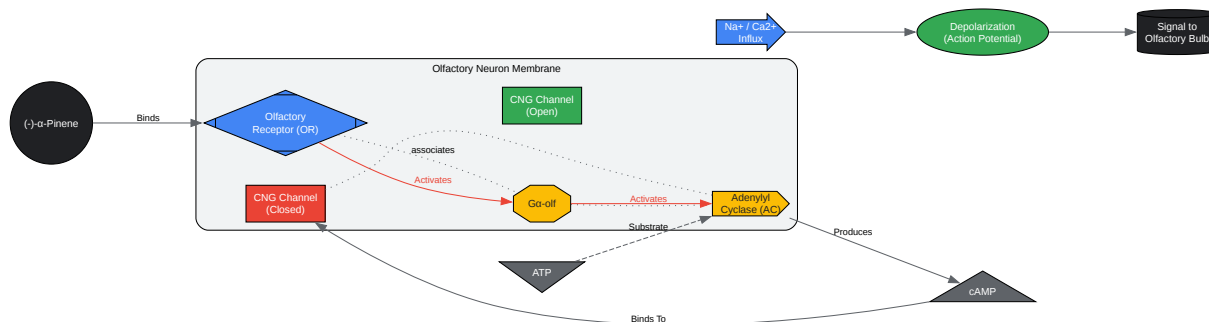 Na+ / Ca2+
Influx
Depolarization
(Action Potential)
Signal to
Olfactory Bulb
Olfactory Neuron Membrane
CNG Channel
(Open)
(-)-α-Pinene
Binds
Olfactory
Receptor (OR)
associates
Activates
CNG Channel
(Closed)
Gα-olf
Activates
Adenylyl
Cyclase (AC)
Substrate
Produces
ATP
cAMP
Binds To